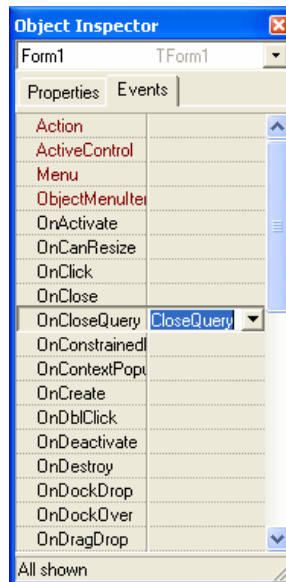 Object Inspector
Form1 TForm1
Properties Events
Action
ActiveControl
Menu
ObjectMenuIter
OnActivate
OnCanResize
OnClick
OnClose
OnCloseQuery CloseQuery
OnConstrainedl
OnContextPopu
OnCreate
OnDblClick
OnDeactivate
OnDestroy
OnDockDrop
OnDockOver
OnDragDrop
All shown